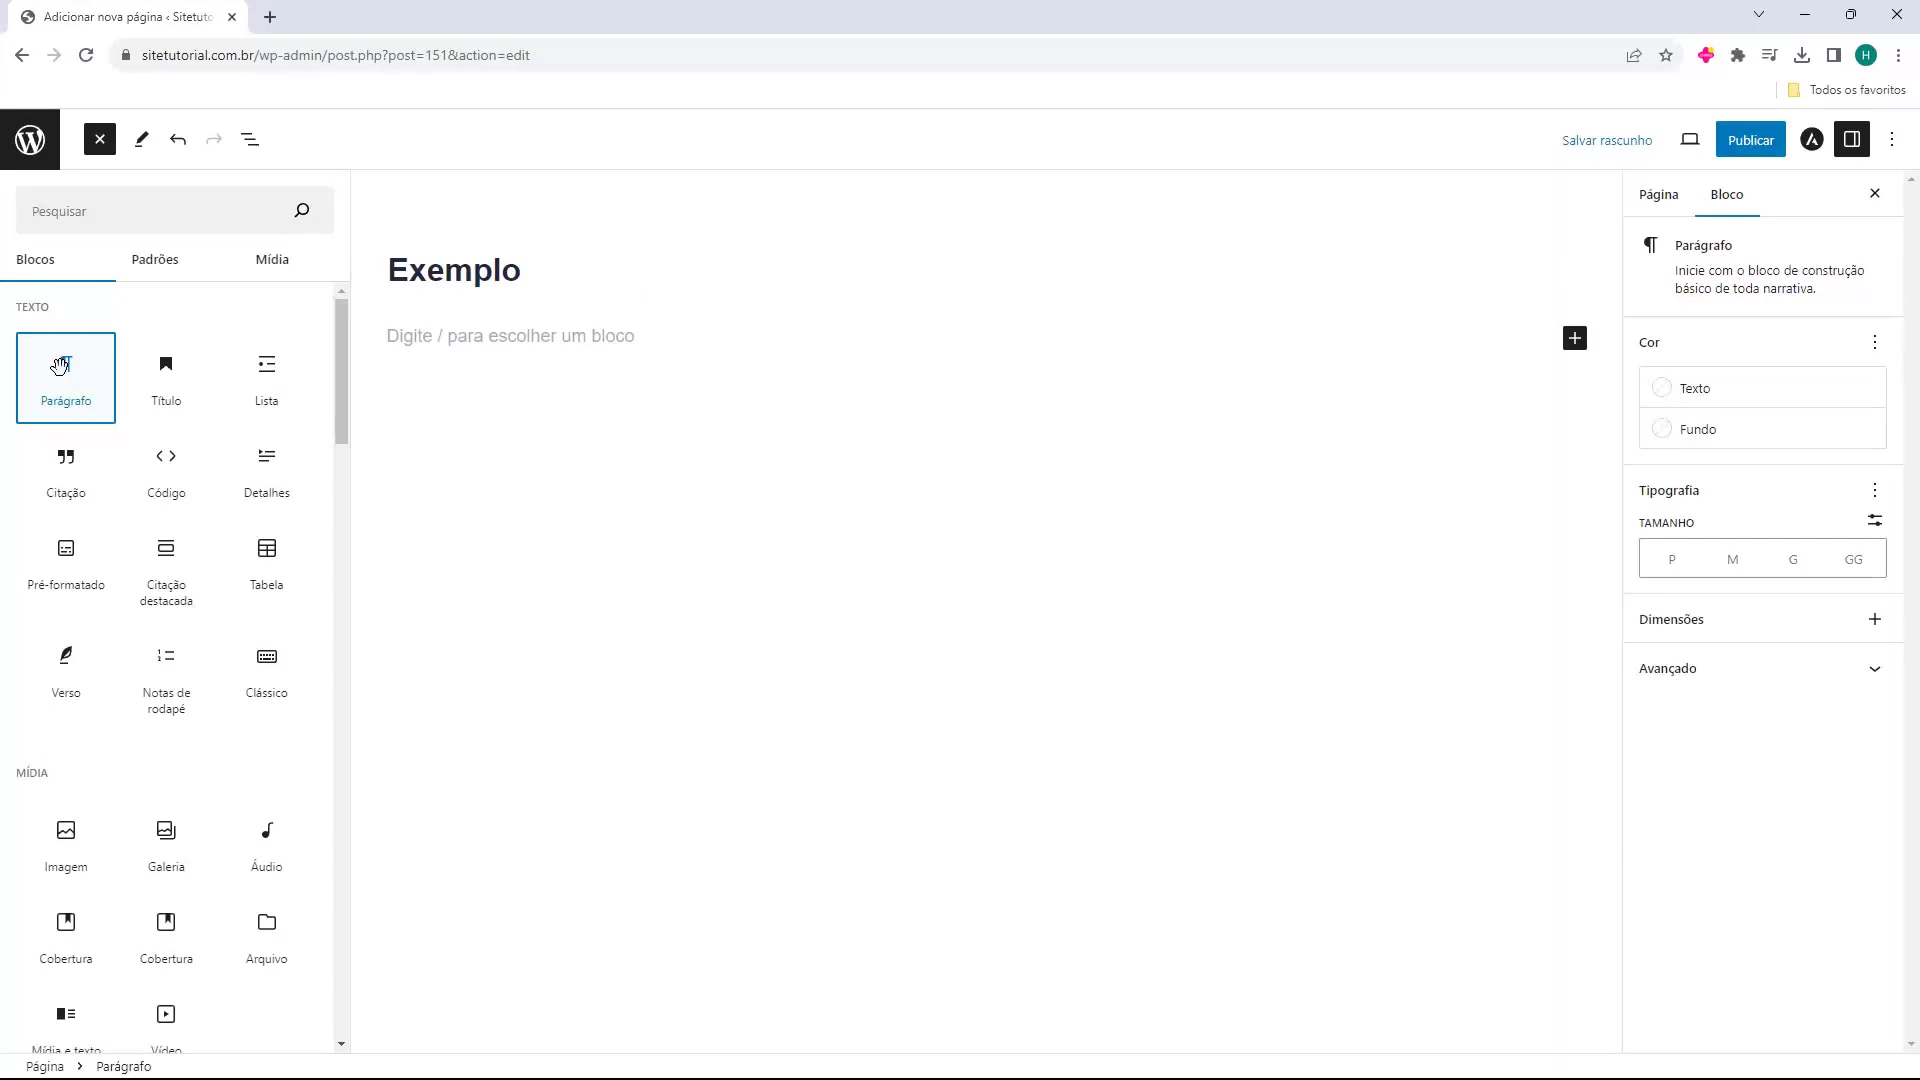 Adicionar nova página ‹ Sitetuto
sitetutorial.com.br/wp-admin/post.php?post=151&action=edit
H
Todos os favoritos
Salvar rascunho
Publicar
Pesquisar
Blocos
Padrões
Mídia
TEXTO
Parágrafo
Título
Lista
Citação
Código
Detalhes
Pré-formatado
Citação
destacada
Tabela
Verso
Notas de
rodapé
Clássico
MÍDIA
Imagem
Galeria
Áudio
Cobertura
Cobertura
Arquivo
Mídia e texto
Vídeo
Exemplo
Digite / para escolher um bloco
Página
Bloco
Parágrafo
Inicie com o bloco de construção
básico de toda narrativa.
Cor
Texto
Fundo
Tipografia
TAMANHO
P M G GG
Dimensões
Avançado
Página › Parágrafo